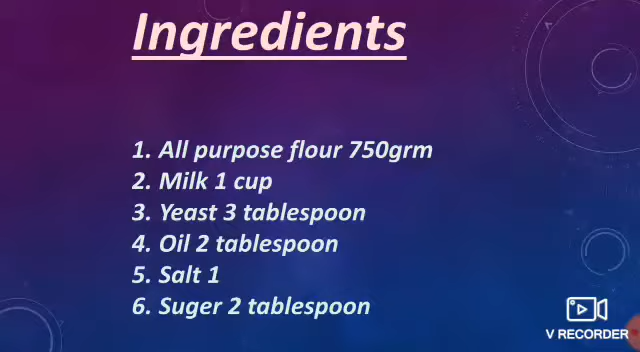 Ingredients
1. All purpose flour 750grm
2. Milk 1 cup
3. Yeast 3 tablespoon
4. Oil 2 tablespoon
5. Salt 1
6. Suger 2 tablespoon
V RECORDER